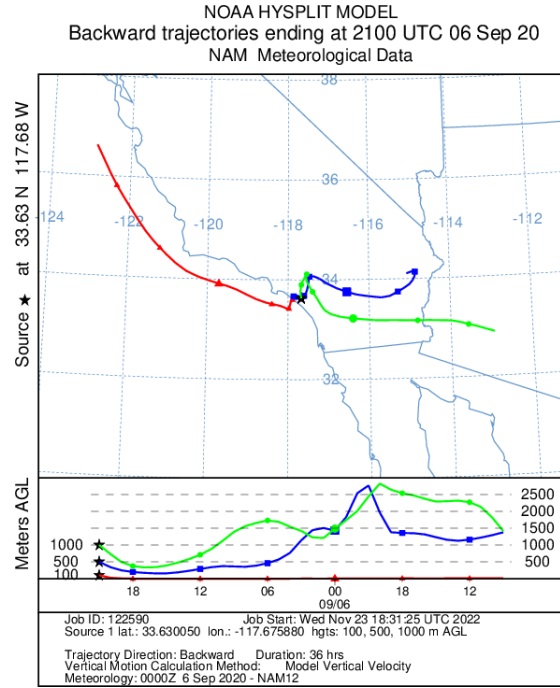 NOAA HYSPLIT MODEL
Backward trajectories ending at 2100 UTC 06 Sep 20
NAM Meteorological Data
Source ★ at 33.63 N 117.68 W
38
36
34
32
-124
-122
-120
-118
-116
-114
-112
Meters AGL
1000
500
100
2500
2000
1500
1000
500
18 12 06 00 18 12
09/06
Job ID: 122590 Job Start: Wed Nov 23 18:31:25 UTC 2022
Source 1 lat.: 33.630050 lon.: -117.675880 hgts: 100, 500, 1000 m AGL
Trajectory Direction: Backward Duration: 36 hrs
Vertical Motion Calculation Method: Model Vertical Velocity
Meteorology: 0000Z 6 Sep 2020 - NAM12